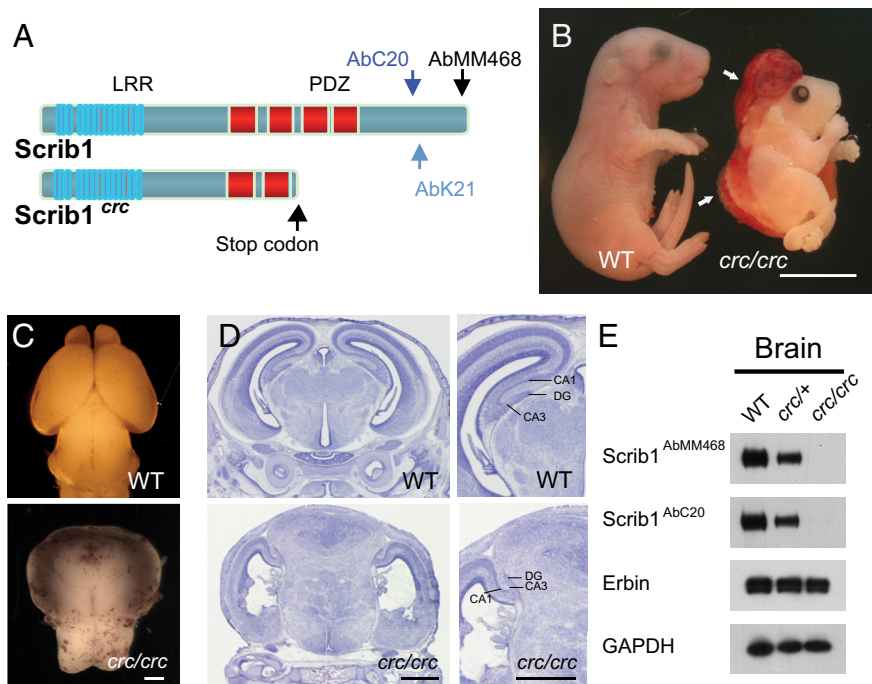 A
AbC20 AbMM468
LRR PDZ
Scrib1
AbK21
Scrib1 crc
Stop codon
B
WT crc/crc
C
WT
crc/crc
D
WT
CA1
DG
CA3
WT
crc/crc
DG
CA3
CA1
crc/crc
E
Brain
WT crc/+ crc/crc
Scrib1 AbMM468
Scrib1 AbC20
Erbin
GAPDH